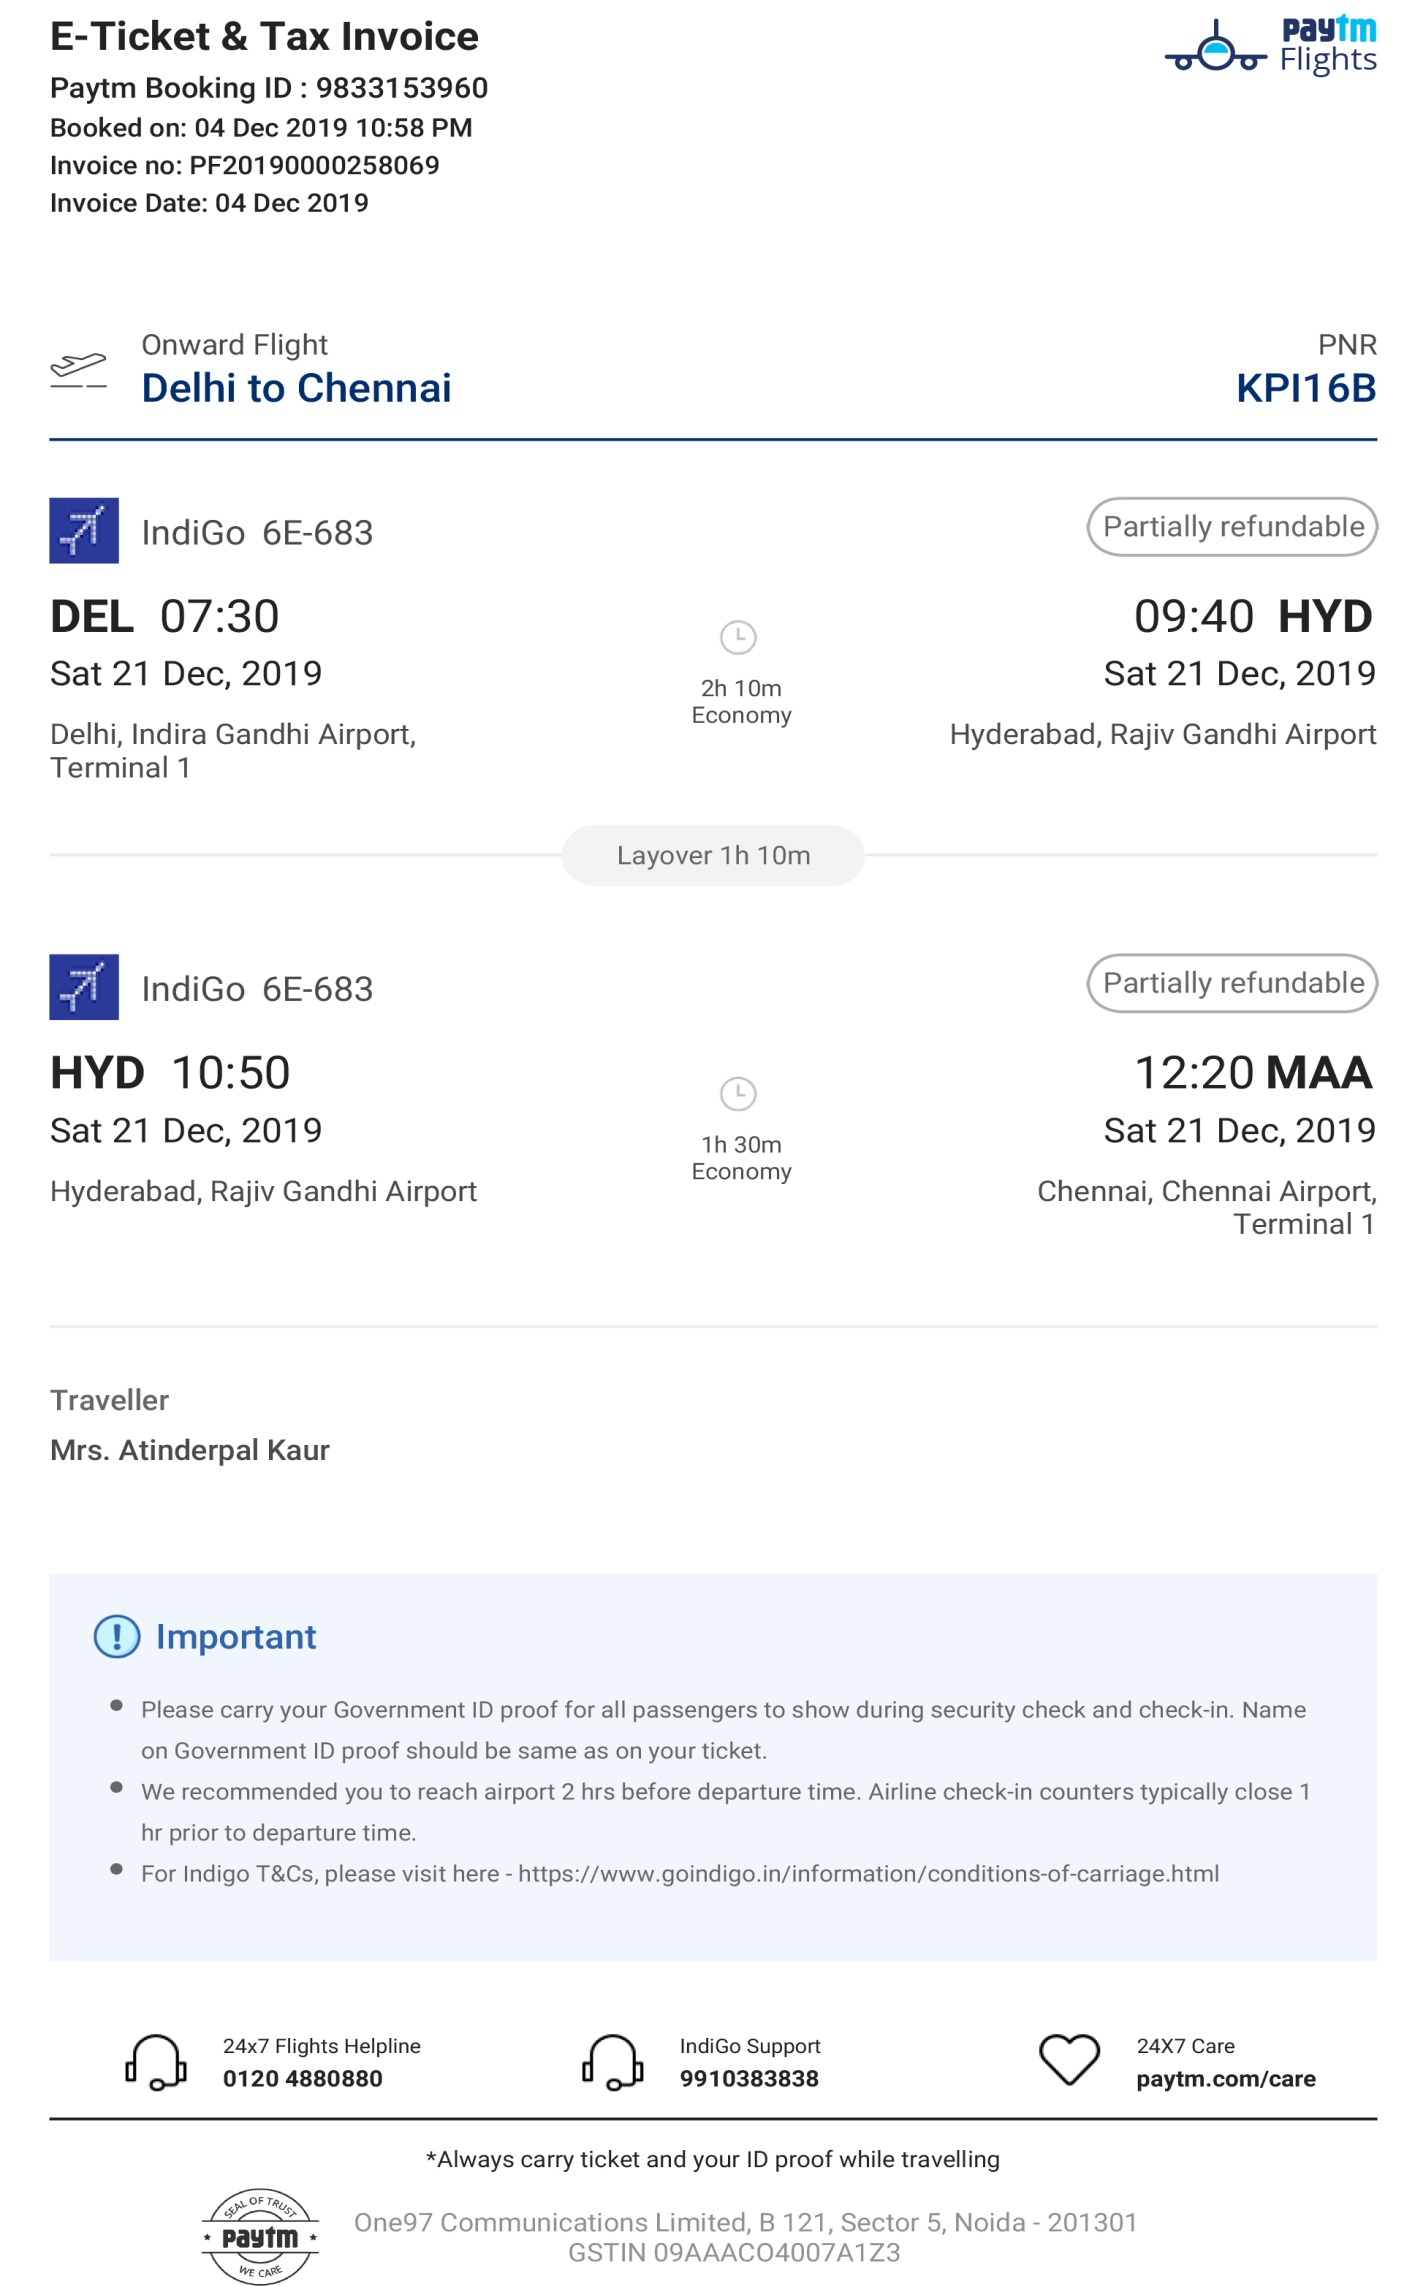 E-Ticket & Tax Invoice
paytm
Flights
Paytm Booking ID : 9833153960
Booked on: 04 Dec 2019 10:58 PM
Invoice no: PF20190000258069
Invoice Date: 04 Dec 2019
Onward Flight
PNR
Delhi to Chennai
KPI16B
IndiGo 6E-683
Partially refundable
DEL 07:30
09:40 HYD
Sat 21 Dec, 2019
2h 10m
Economy
Sat 21 Dec, 2019
Delhi, Indira Gandhi Airport,
Terminal 1
Hyderabad, Rajiv Gandhi Airport
Layover 1h 10m
IndiGo 6E-683
Partially refundable
HYD 10:50
12:20 MAA
Sat 21 Dec, 2019
1h 30m
Economy
Sat 21 Dec, 2019
Hyderabad, Rajiv Gandhi Airport
Chennai, Chennai Airport,
Terminal 1
Traveller
Mrs. Atinderpal Kaur
! Important
Please carry your Government ID proof for all passengers to show during security check and check-in. Name
on Government ID proof should be same as on your ticket.
We recommended you to reach airport 2 hrs before departure time. Airline check-in counters typically close 1
hr prior to departure time.
For Indigo T&Cs, please visit here - https://www.goindigo.in/information/conditions-of-carriage.html
24x7 Flights Helpline
0120 4880880
IndiGo Support
9910383838
24X7 Care
paytm.com/care
*Always carry ticket and your ID proof while travelling
SEAL OF TRUST
paytm
WE CARE
One97 Communications Limited, B 121, Sector 5, Noida - 201301
GSTIN 09AAACO4007A1Z3